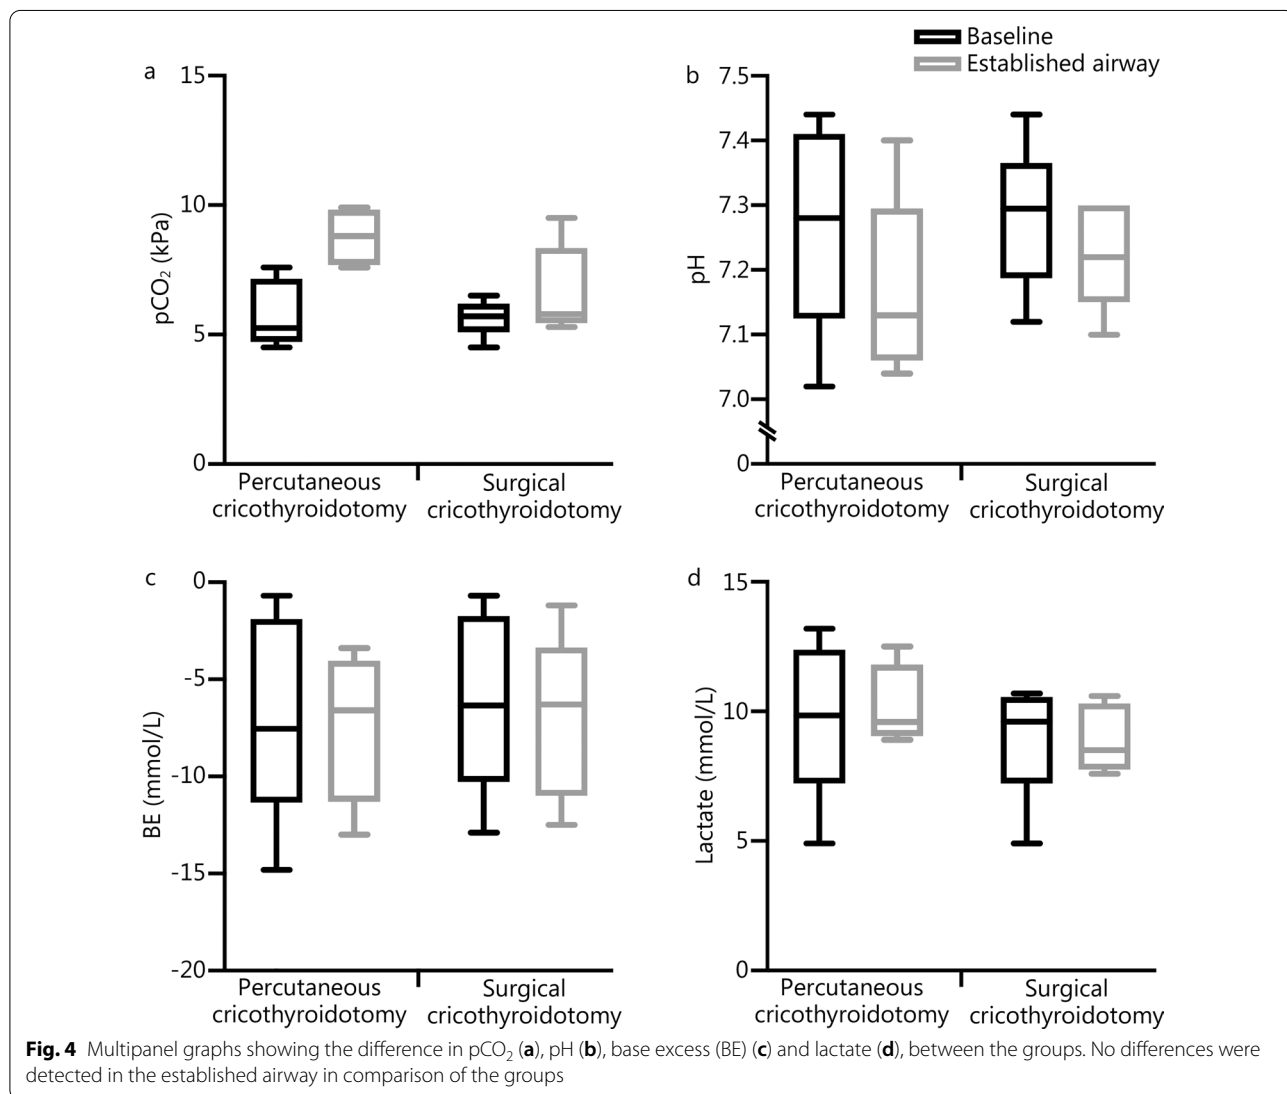 Baseline
Established airway
a
15
10
5
0
pCO₂ (kPa)
Percutaneous
cricothyroidotomy
Surgical
cricothyroidotomy
b
7.5
7.4
7.3
7.2
7.1
7.0
0
pH
Percutaneous
cricothyroidotomy
Surgical
cricothyroidotomy
c
0
-5
-10
-15
-20
BE (mmol/L)
Percutaneous
cricothyroidotomy
Surgical
cricothyroidotomy
d
15
10
5
0
Lactate (mmol/L)
Percutaneous
cricothyroidotomy
Surgical
cricothyroidotomy
Fig. 4 Multipanel graphs showing the difference in pCO₂ (a), pH (b), base excess (BE) (c) and lactate (d), between the groups. No differences were
detected in the established airway in comparison of the groups